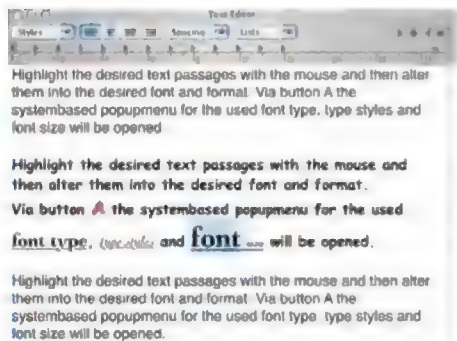 Text Editor
Styles Spacing Lists
Highlight the desired text passages with the mouse and then alter
them into the desired font and format. Via button A the
systembased popupmenu for the used font type, type styles and
font size will be opened
Highlight the desired text passages with the mouse and
then alter them into the desired font and format.
Via button A the systembased popupmenu for the used
font type, type styles and font size will be opened.
Highlight the desired text passages with the mouse and then alter
them into the desired font and format. Via button A the
systembased popupmenu for the used font type type styles and
font size will be opened.